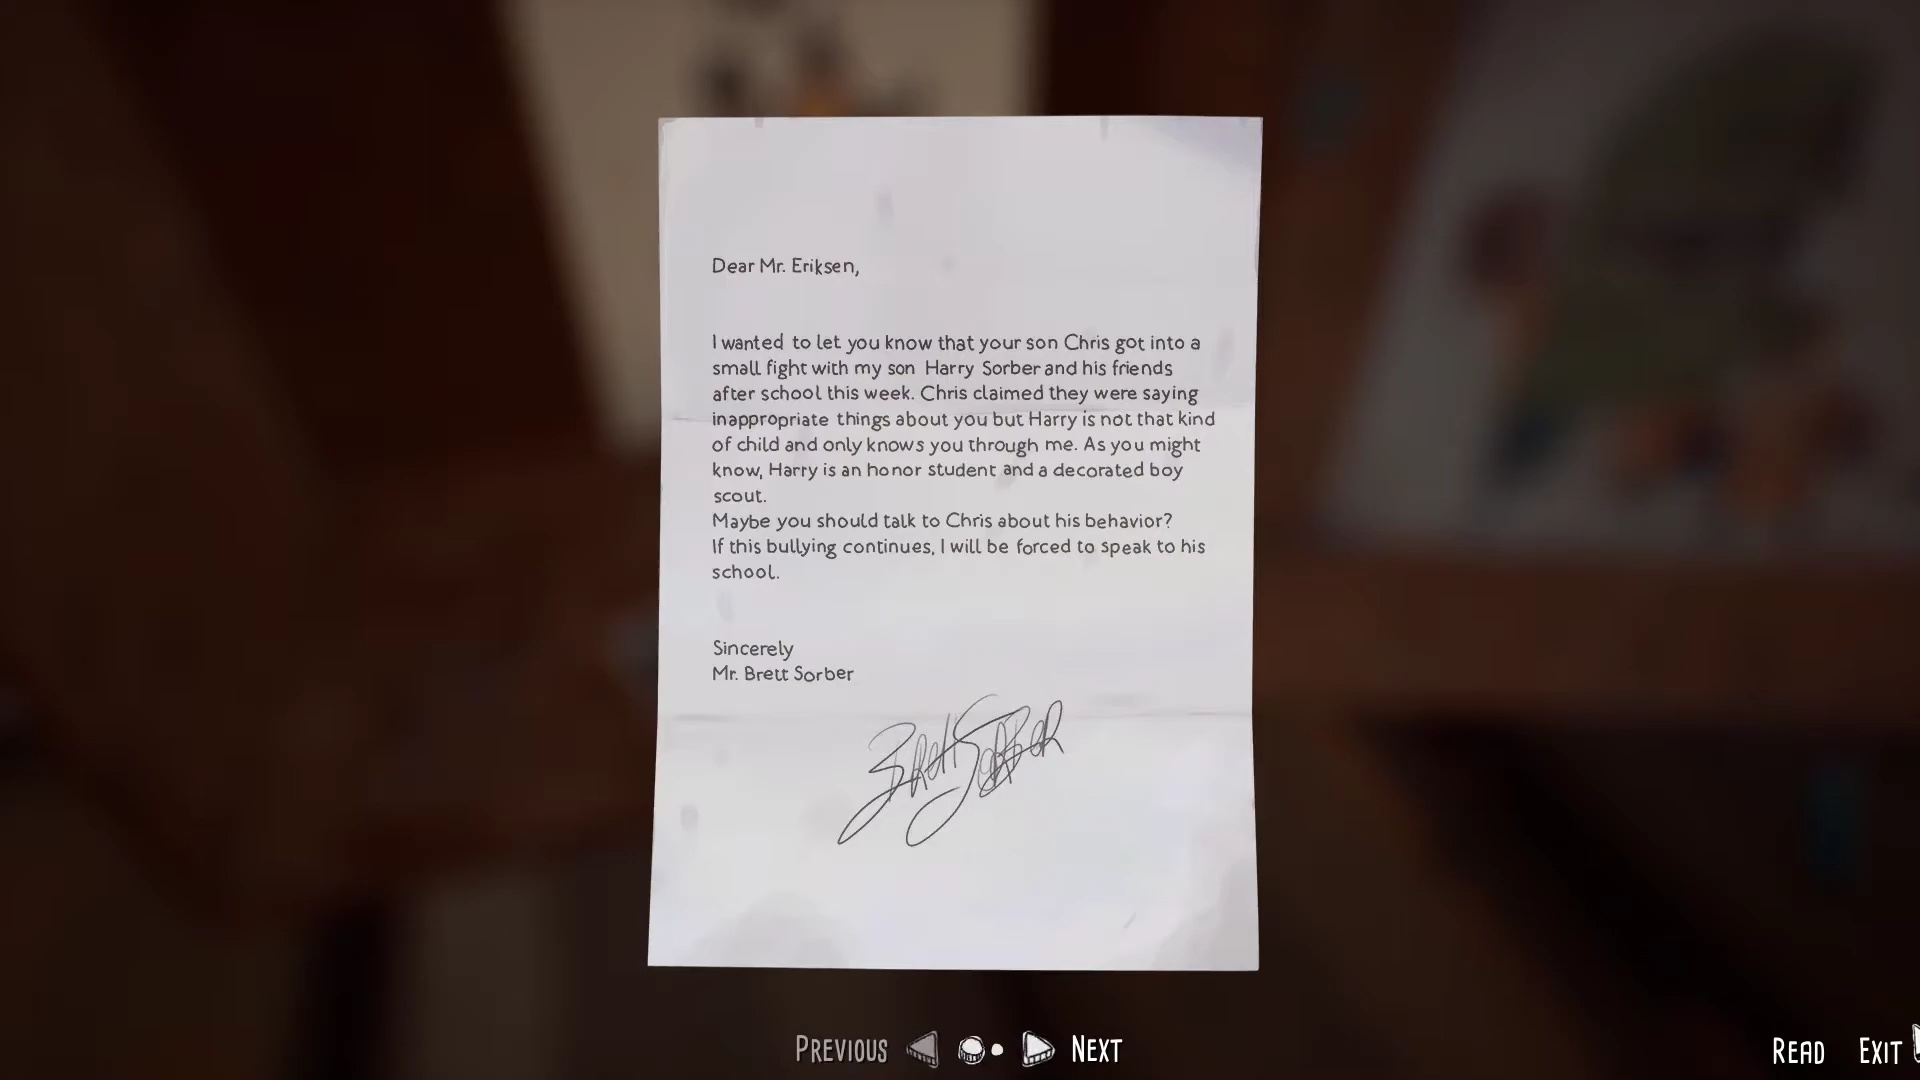 Dear Mr. Eriksen,
I wanted to let you know that your son Chris got into a
small fight with my son Harry Sorber and his friends
after school this week. Chris claimed they were saying
inappropriate things about you but Harry is not that kind
of child and only knows you through me. As you might
know, Harry is an honor student and a decorated boy
scout.
Maybe you should talk to Chris about his behavior?
If this bullying continues, I will be forced to speak to his
school.
Sincerely
Mr. Brett Sorber
Brett Sorber
PREVIOUS NEXT
READ EXIT